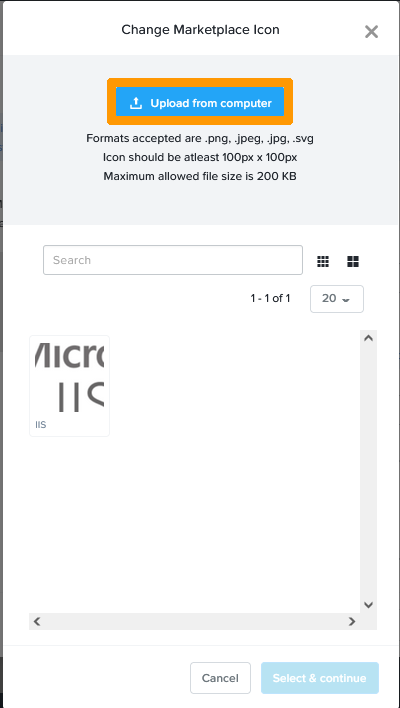 Change Marketplace Icon
Upload from computer
Formats accepted are .png, .jpeg, .jpg, .svg
Icon should be atleast 100px x 100px
Maximum allowed file size is 200 KB
Search
1 - 1 of 1
20
Micro
IIS
IIS
Cancel
Select & continue